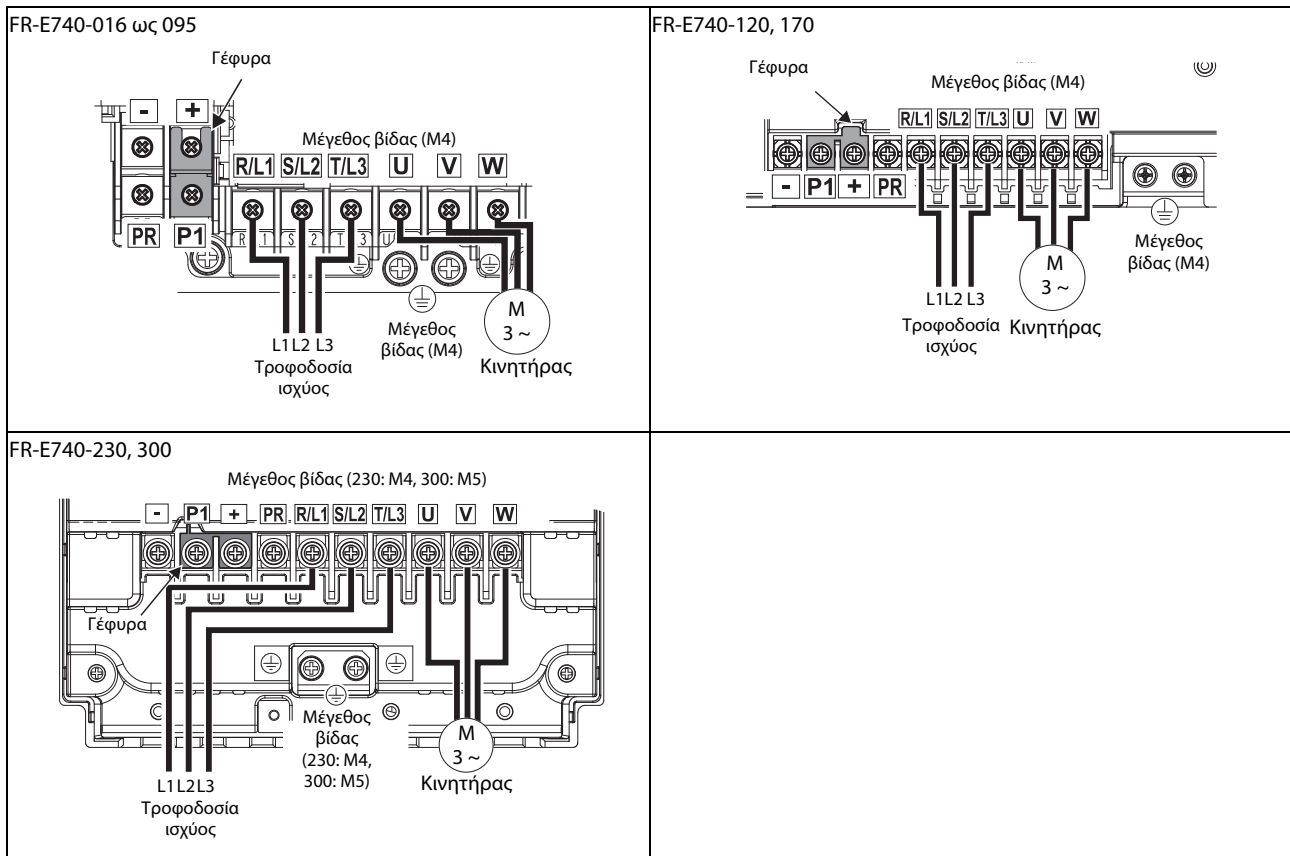 FR-E740-016 ως 095
Γέφυρα
- +
Μέγεθος βίδας (M4)
R/L1 S/L2 T/L3 U V W
PR P1
L1 L2 L3
Τροφοδοσία
ισχύος
Μέγεθος
βίδας (M4)
M
3 ~
Κινητήρας
FR-E740-120, 170
Γέφυρα
Μέγεθος βίδας (M4)
R/L1 S/L2 T/L3 U V W
- P1 + PR
L1 L2 L3
Τροφοδοσία
ισχύος
M
3 ~
Κινητήρας
Μέγεθος
βίδας (M4)
FR-E740-230, 300
Μέγεθος βίδας (230: M4, 300: M5)
- P1 + PR R/L1 S/L2 T/L3 U V W
Γέφυρα
Μέγεθος
βίδας
(230: M4,
300: M5)
M
3 ~
Κινητήρας
L1 L2 L3
Τροφοδοσία
ισχύος